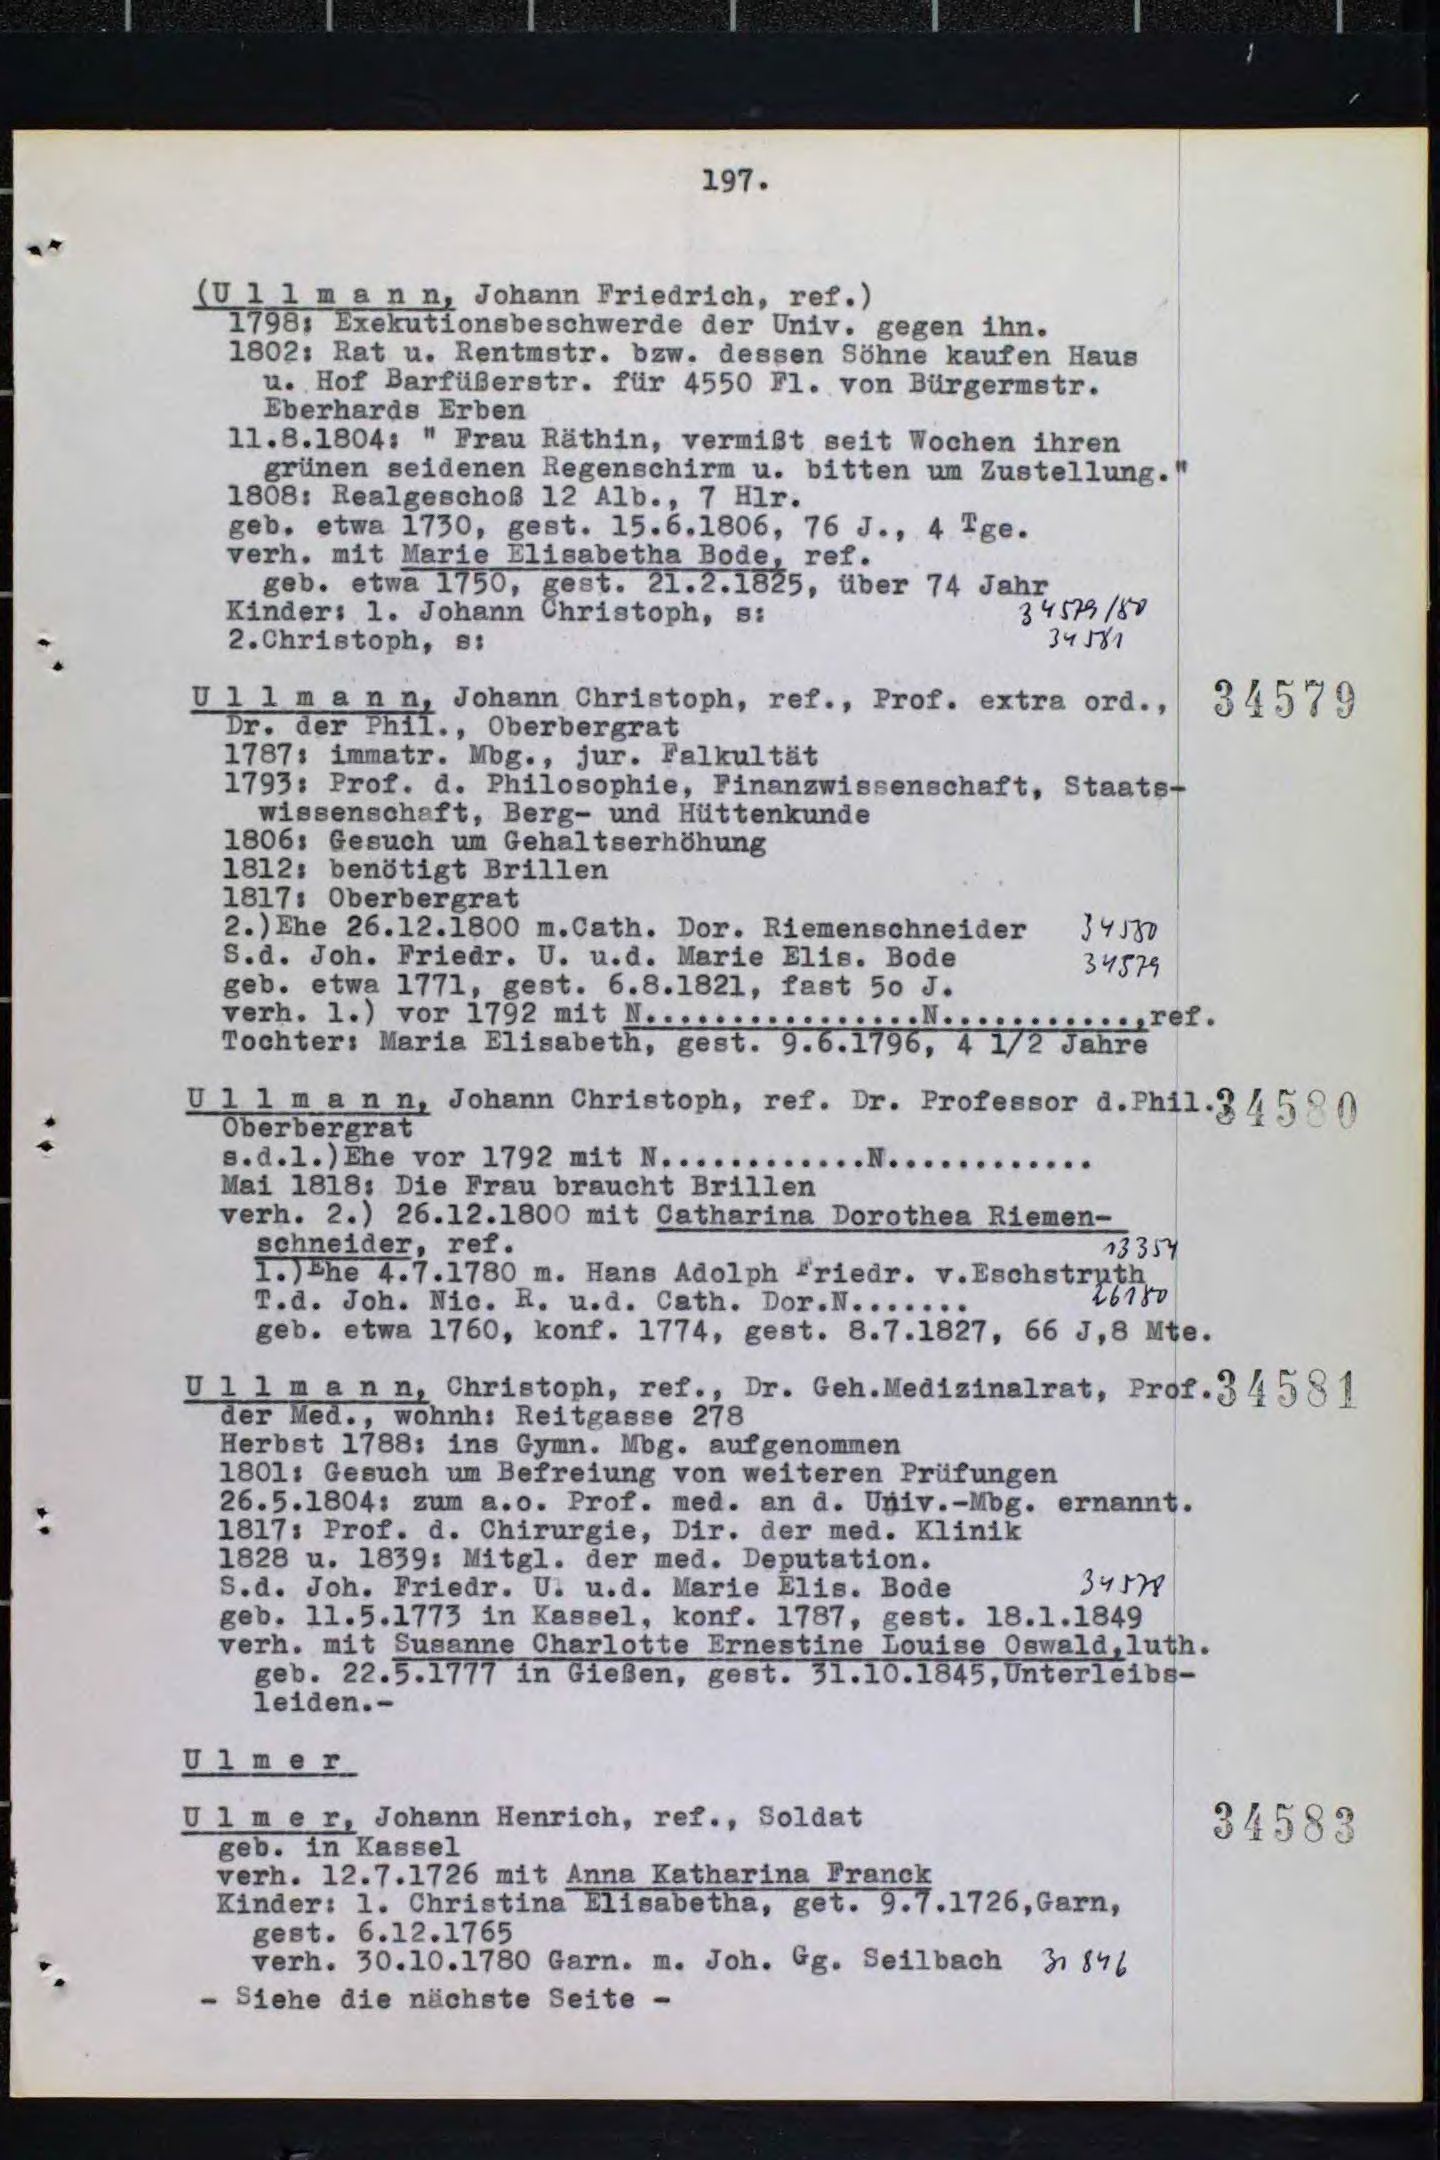 197.
(U l l m a n n, Johann Friedrich, ref.)
1798: Exekutionsbeschwerde der Univ. gegen ihn.
1802: Rat u. Rentmstr. bzw. dessen Söhne kaufen Haus
u. Hof Barfüßerstr. für 4550 Fl. von Bürgermstr.
Eberhards Erben
11.8.1804: " Frau Räthin, vermißt seit Wochen ihren
grünen seidenen Regenschirm u. bitten um Zustellung."
1808: Realgeschoß 12 Alb., 7 Hlr.
geb. etwa 1730, gest. 15.6.1806, 76 J., 4 Tge.
verh. mit Marie Elisabetha Bode, ref.
geb. etwa 1750, gest. 21.2.1825, über 74 Jahr
Kinder: 1. Johann Christoph, s: 34579/80
2.Christoph, s: 34581
U l l m a n n, Johann Christoph, ref., Prof. extra ord., 34579
Dr. der Phil., Oberbergrat
1787: immatr. Mbg., jur. Falkultät
1793: Prof. d. Philosophie, Finanzwissenschaft, Staats-
wissenschaft, Berg- und Hüttenkunde
1806: Gesuch um Gehaltserhöhung
1812: benötigt Brillen
1817: Oberbergrat
2.)Ehe 26.12.1800 m.Cath. Dor. Riemenschneider 34580
S.d. Joh. Friedr. U. u.d. Marie Elis. Bode 34579
geb. etwa 1771, gest. 6.8.1821, fast 5o J.
verh. 1.) vor 1792 mit N................N............,ref.
Tochter: Maria Elisabeth, gest. 9.6.1796, 4 1/2 Jahre
U l l m a n n, Johann Christoph, ref. Dr. Professor d.Phil. 34580
Oberbergrat
s.d.1.)Ehe vor 1792 mit N............N............
Mai 1818: Die Frau braucht Brillen
verh. 2.) 26.12.1800 mit Catharina Dorothea Riemen-
schneider, ref. 13354
1.)Ehe 4.7.1780 m. Hans Adolph Friedr. v.Eschstruth
T.d. Joh. Nic. R. u.d. Cath. Dor.N....... 26180
geb. etwa 1760, konf. 1774, gest. 8.7.1827, 66 J,8 Mte.
U l l m a n n, Christoph, ref., Dr. Geh.Medizinalrat, Prof. 34581
der Med., wohnh: Reitgasse 278
Herbst 1788: ins Gymn. Mbg. aufgenommen
1801: Gesuch um Befreiung von weiteren Prüfungen
26.5.1804: zum a.o. Prof. med. an d. Univ.-Mbg. ernannt.
1817: Prof. d. Chirurgie, Dir. der med. Klinik
1828 u. 1839: Mitgl. der med. Deputation.
S.d. Joh. Friedr. U. u.d. Marie Elis. Bode 34578
geb. 11.5.1773 in Kassel, konf. 1787, gest. 18.1.1849
verh. mit Susanne Charlotte Ernestine Louise Oswald,luth.
geb. 22.5.1777 in Gießen, gest. 31.10.1845,Unterleibs-
leiden.-
U l m e r
U l m e r, Johann Henrich, ref., Soldat 34583
geb. in Kassel
verh. 12.7.1726 mit Anna Katharina Franck
Kinder: 1. Christina Elisabetha, get. 9.7.1726,Garn,
gest. 6.12.1765
verh. 30.10.1780 Garn. m. Joh. Gg. Seilbach 31846
- Siehe die nächste Seite -